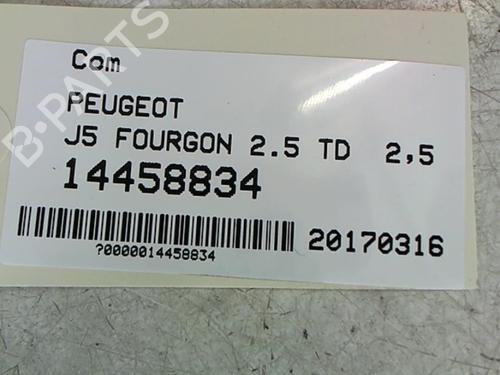 Com
PEUGEOT
J5 FOURGON 2.5 TD 2,5
14458834
20170316
?0000014458834
B-PARTS